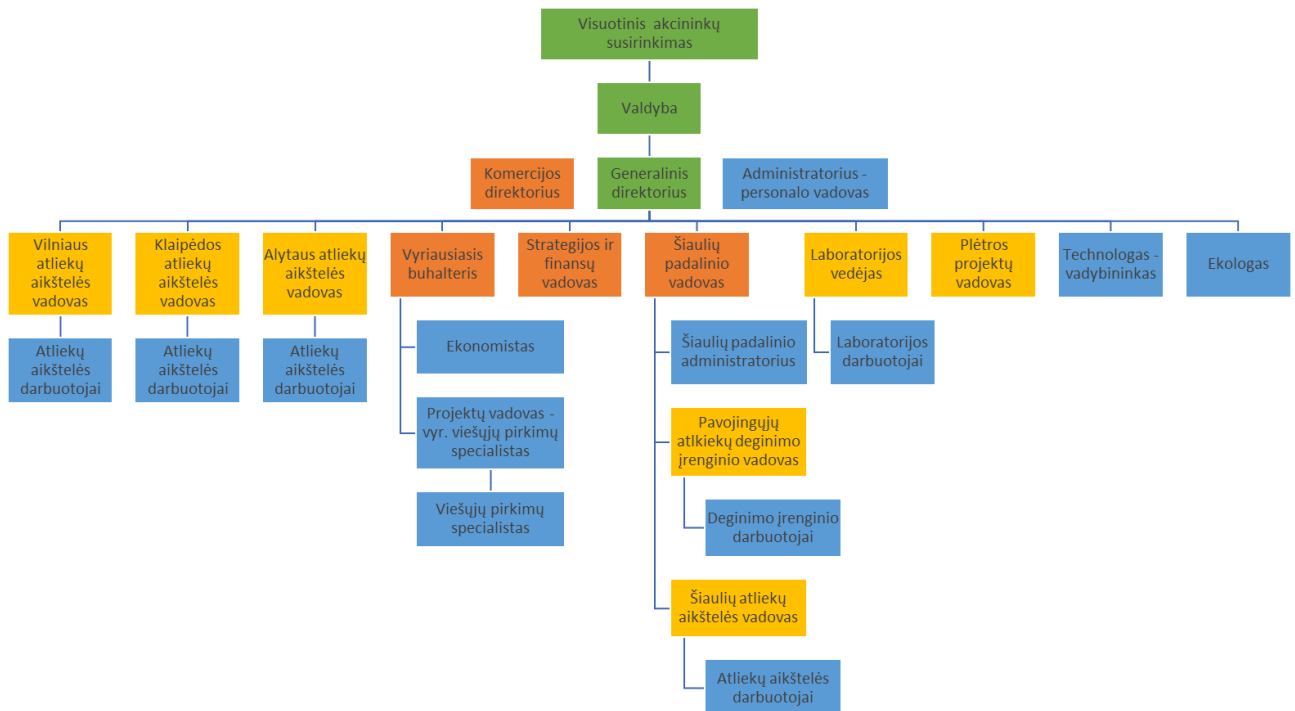 Visuotinis akcininkų
susirinkimas
Valdyba
Komercijos
direktorius
Generalinis
direktorius
Administratorius -
personalo vadovas
Vilniaus
atliekų
aikštelės
vadovas
Klaipėdos
atliekų
aikštelės
vadovas
Alytaus atliekų
aikštelės
vadovas
Vyriausiasis
buhalteris
Strategijos ir
finansų
vadovas
Šiaulių
padalinio
vadovas
Laboratorijos
vedėjas
Plėtros
projektų
vadovas
Technologas -
vadybininkas
Ekologas
Atliekų
aikštelės
darbuotojai
Atliekų
aikštelės
darbuotojai
Atliekų
aikštelės
darbuotojai
Ekonomistas
Projektų vadovas -
vyr. viešųjų pirkimų
specialistas
Viešųjų pirkimų
specialistas
Šiaulių padalinio
administratorius
Pavojingųjų
atlkiekų deginimo
įrenginio vadovas
Deginimo įrenginio
darbuotojai
Šiaulių atliekų
aikštelės vadovas
Atliekų aikštelės
darbuotojai
Laboratorijos
darbuotojai